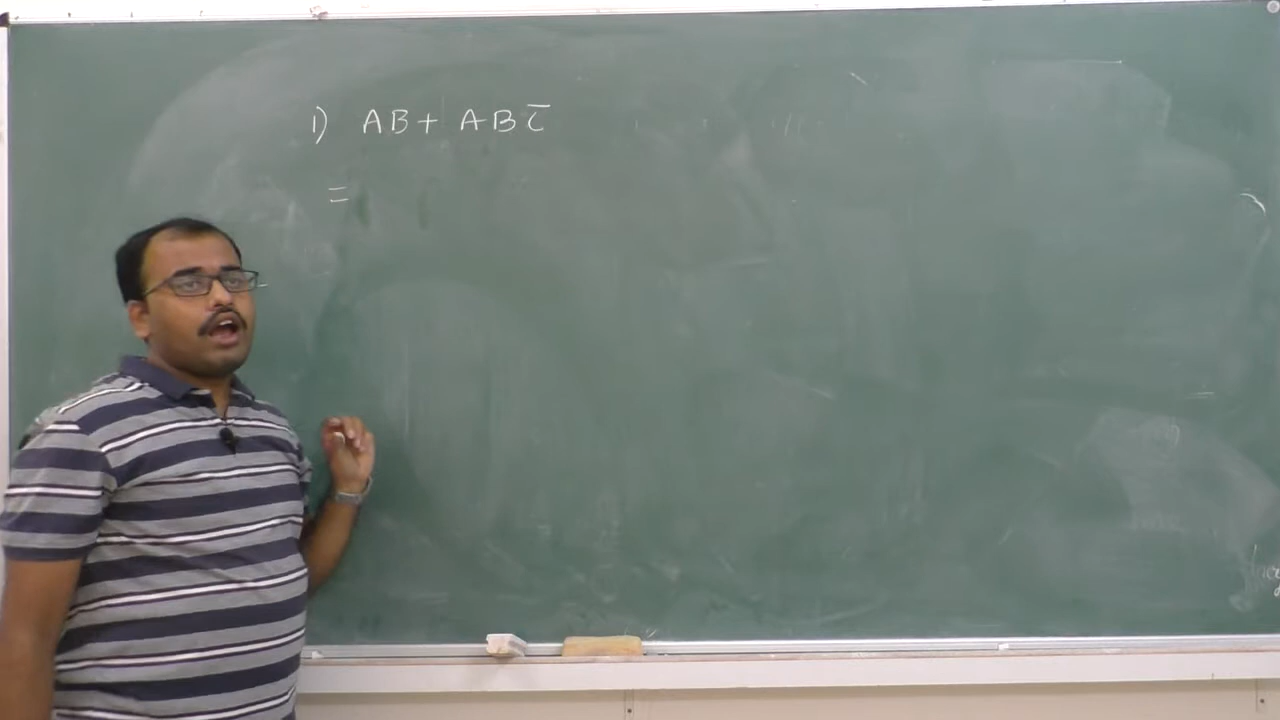 1) AB + ABC̅
=